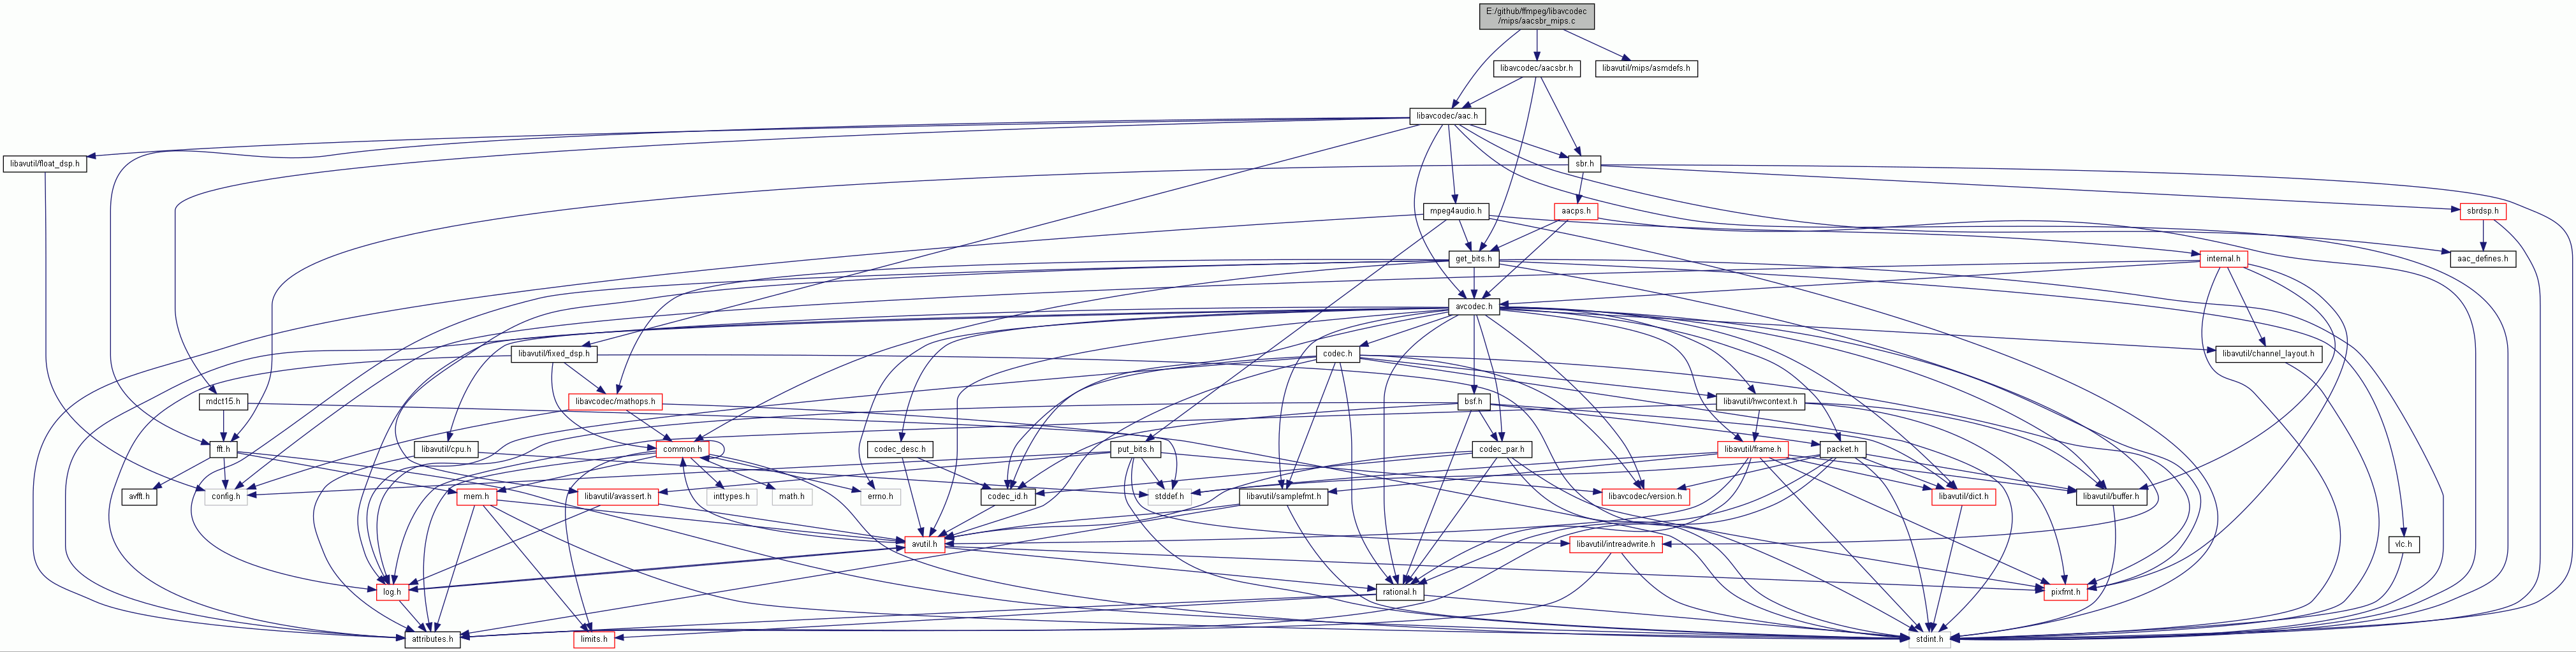 E:/github/ffmpeg/libavcodec
/mips/aacsbr_mips.c
libavcodec/aacsbr.h
libavutil/mips/asmdefs.h
libavcodec/aac.h
libavutil/float_dsp.h
sbr.h
mpeg4audio.h
aacps.h
sbrdsp.h
get_bits.h
internal.h
aac_defines.h
avcodec.h
libavutil/fixed_dsp.h
codec.h
libavutil/channel_layout.h
mdct15.h
libavcodec/mathops.h
bsf.h
libavutil/hwcontext.h
fft.h
libavutil/cpu.h
common.h
codec_desc.h
put_bits.h
codec_par.h
libavutil/frame.h
packet.h
avfft.h
config.h
mem.h
libavutil/avassert.h
inttypes.h
math.h
errno.h
codec_id.h
stddef.h
libavutil/samplefmt.h
libavcodec/version.h
libavutil/dict.h
libavutil/buffer.h
avutil.h
libavutil/intreadwrite.h
vlc.h
log.h
rational.h
pixfmt.h
attributes.h
limits.h
stdint.h